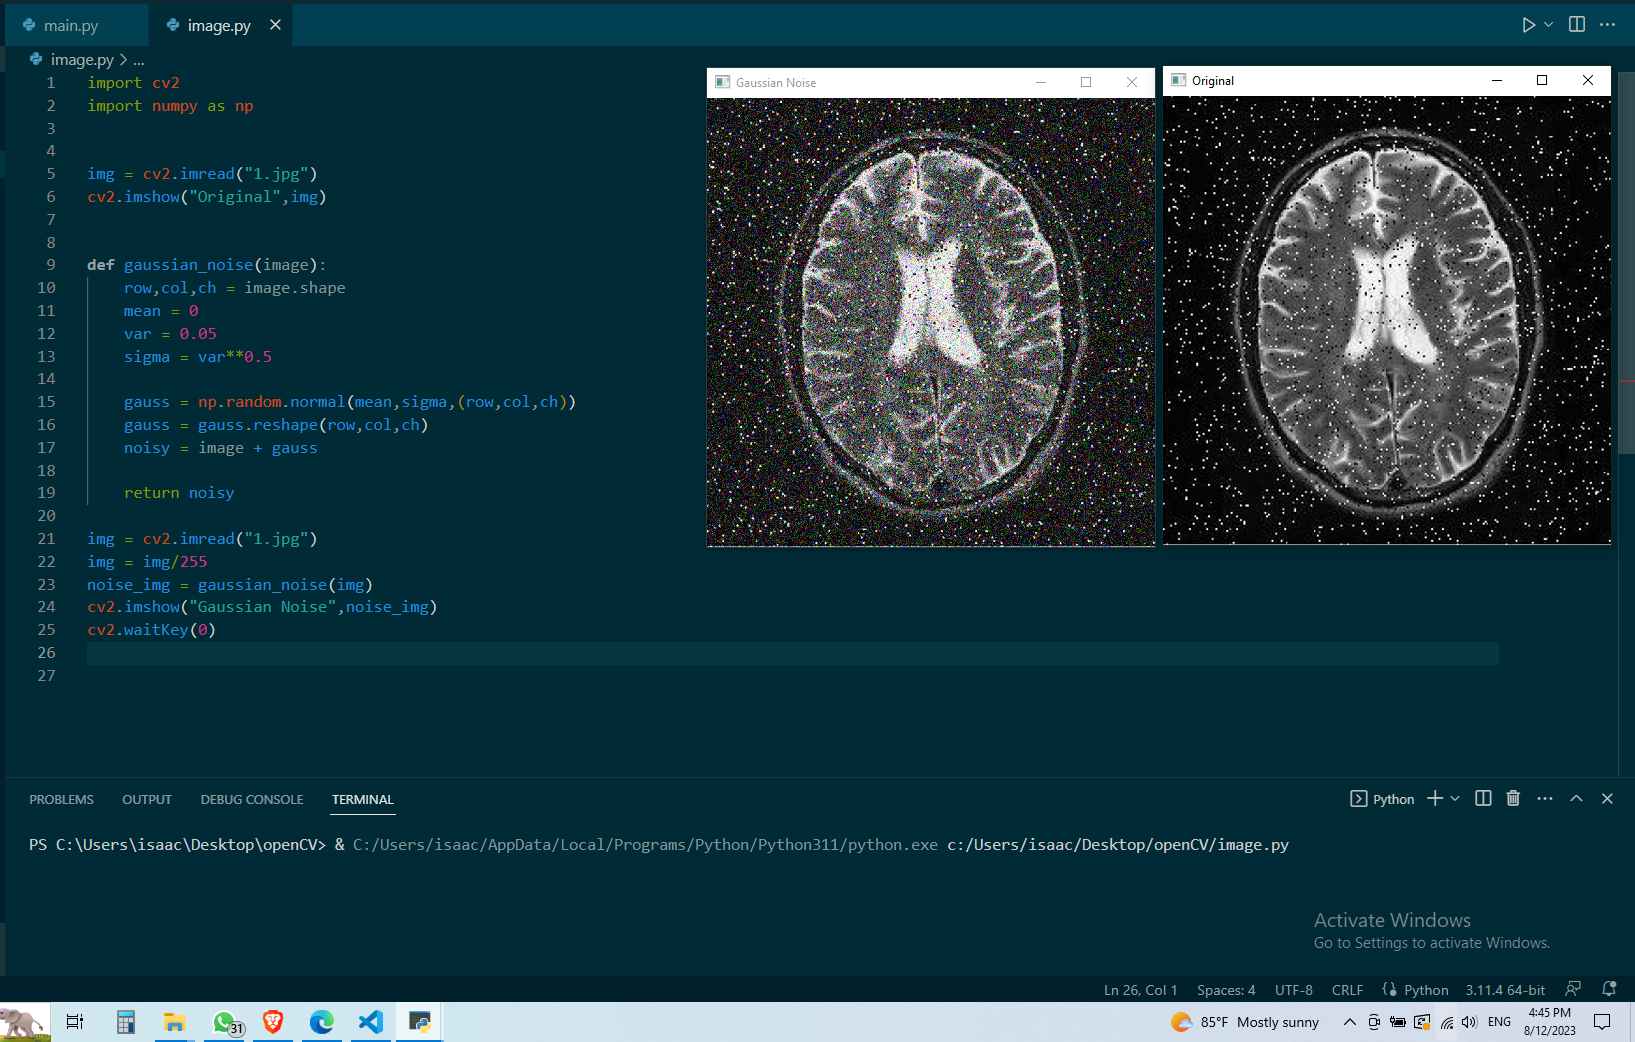 main.py
image.py
image.py > ...
1 import cv2
2 import numpy as np
3
4
5 img = cv2.imread("1.jpg")
6 cv2.imshow("Original",img)
7
8
9 def gaussian_noise(image):
10 row,col,ch = image.shape
11 mean = 0
12 var = 0.05
13 sigma = var**0.5
14
15 gauss = np.random.normal(mean,sigma,(row,col,ch))
16 gauss = gauss.reshape(row,col,ch)
17 noisy = image + gauss
18
19 return noisy
20
21 img = cv2.imread("1.jpg")
22 img = img/255
23 noise_img = gaussian_noise(img)
24 cv2.imshow("Gaussian Noise",noise_img)
25 cv2.waitKey(0)
26
27
Gaussian Noise
Original
PROBLEMS OUTPUT DEBUG CONSOLE TERMINAL
Python
PS C:\Users\isaac\Desktop\openCV> & C:/Users/isaac/AppData/Local/Programs/Python/Python311/python.exe c:/Users/isaac/Desktop/openCV/image.py
Activate Windows
Go to Settings to activate Windows.
Ln 26, Col 1 Spaces: 4 UTF-8 CRLF Python 3.11.4 64-bit
31
85°F Mostly sunny
ENG
4:45 PM
8/12/2023